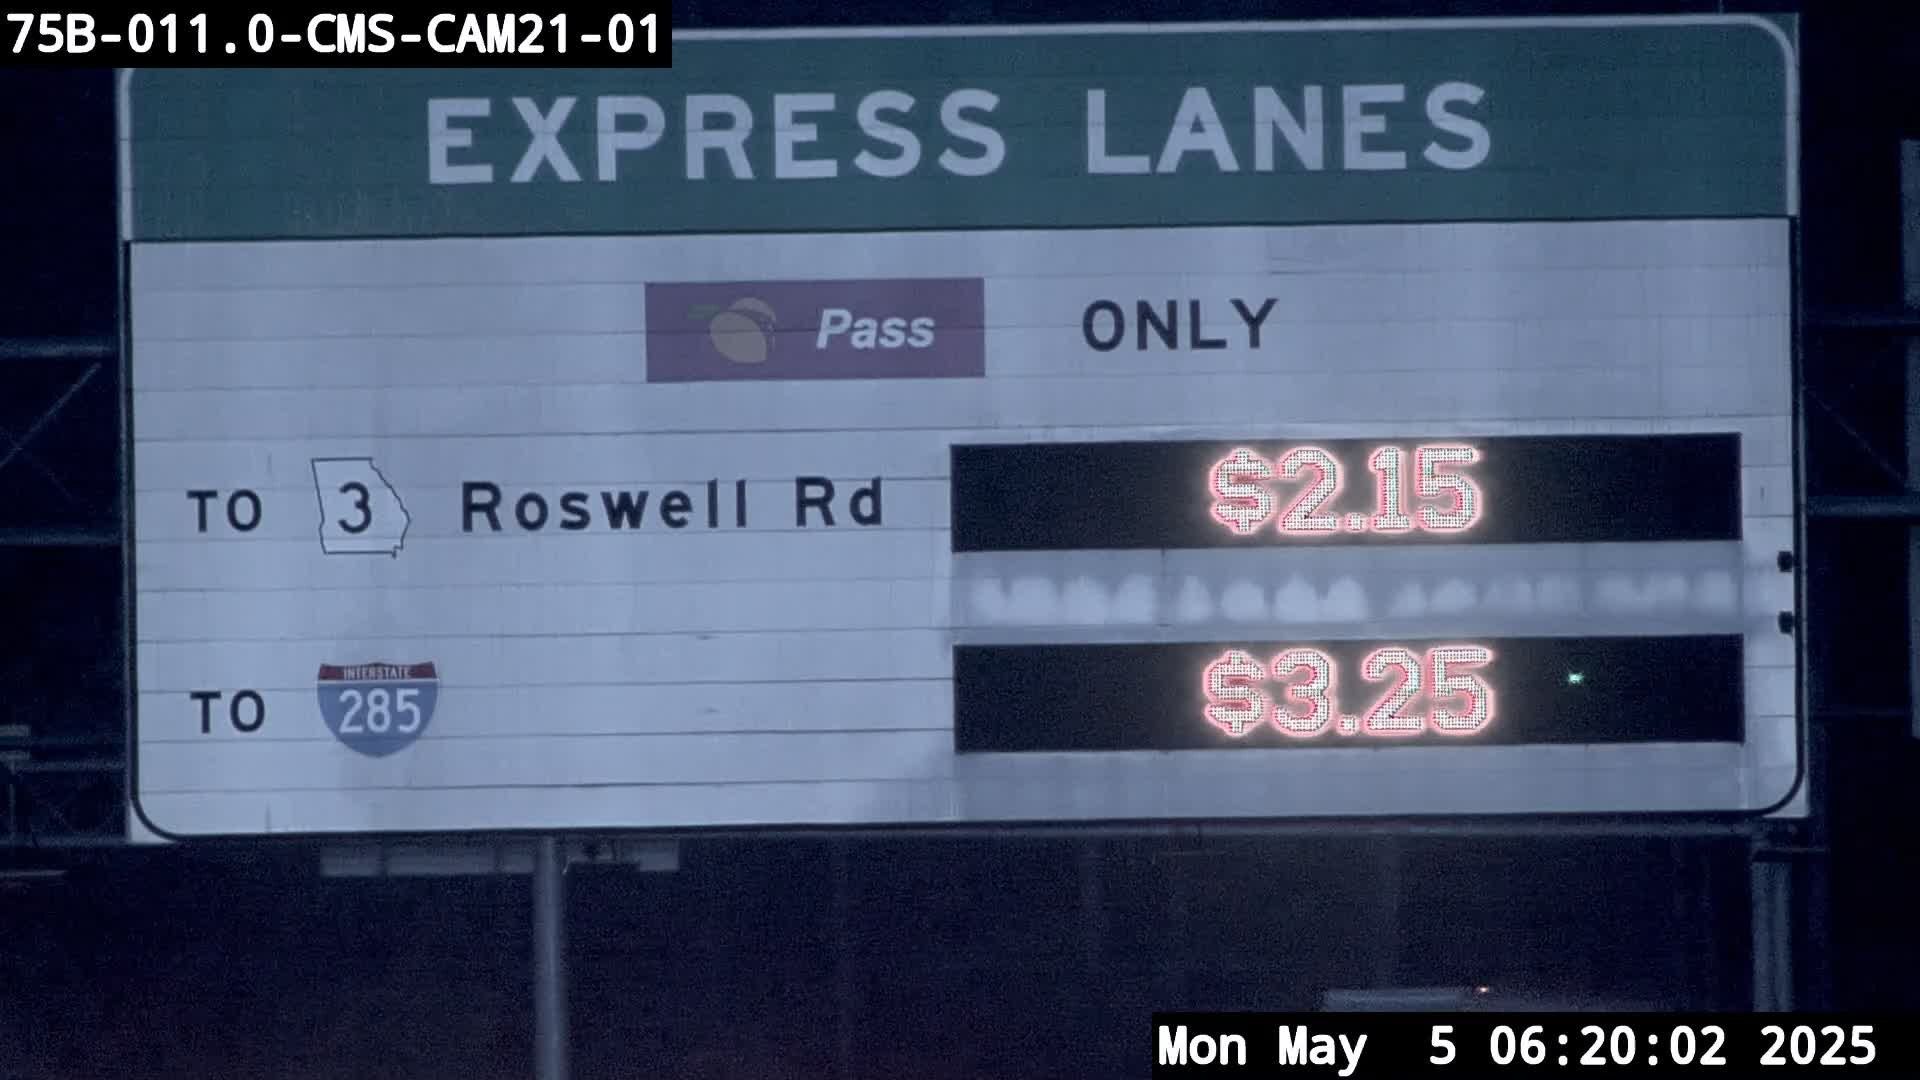 75B-011.0-CMS-CAM21-01
EXPRESS LANES
Pass ONLY
TO 3 Roswell Rd $2.15
TO INTERSTATE 285 $3.25
Mon May 5 06:20:02 2025